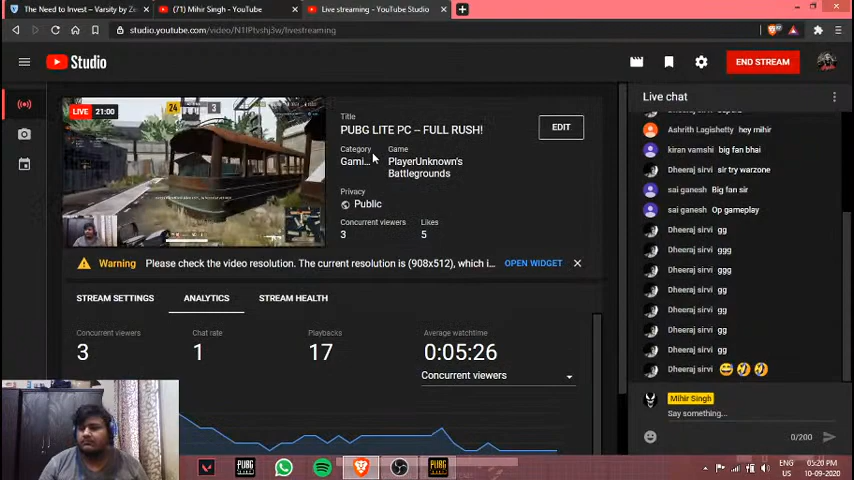 The Need to Invest – Varsity by Ze
(71) Mihir Singh - YouTube
Live streaming - YouTube Studio
studio.youtube.com/video/N1IPtvshj3w/livestreaming
Studio
END STREAM
LIVE 21:00
24 3
Title
PUBG LITE PC – FULL RUSH!
EDIT
Category
Gami...
Game
PlayerUnknown's
Battlegrounds
Privacy
Public
Concurrent viewers
3
Likes
5
Warning Please check the video resolution. The current resolution is (908x512), which i... OPEN WIDGET
STREAM SETTINGS ANALYTICS STREAM HEALTH
Concurrent viewers
3
Chat rate
1
Playbacks
17
Average watchtime
0:05:26
Concurrent viewers
Live chat
Ashrith Lagishetty hey mihir
kiran vamshi big fan bhai
Dheeraj sirvi sir try warzone
sai ganesh Big fan sir
sai ganesh Op gameplay
Dheeraj sirvi gg
Dheeraj sirvi ggg
Dheeraj sirvi ggg
Dheeraj sirvi gg
Dheeraj sirvi gg
Dheeraj sirvi gg
Dheeraj sirvi gg
Dheeraj sirvi 😄🤣🤣
Mihir Singh
Say something...
0/200
PUBG
PUBG
ENG
US
05:20 PM
10-09-2020